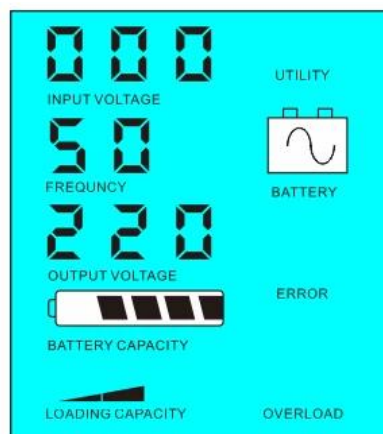 000
INPUT VOLTAGE
UTILITY
50
FREQUNCY
BATTERY
220
OUTPUT VOLTAGE
ERROR
BATTERY CAPACITY
LOADING CAPACITY
OVERLOAD